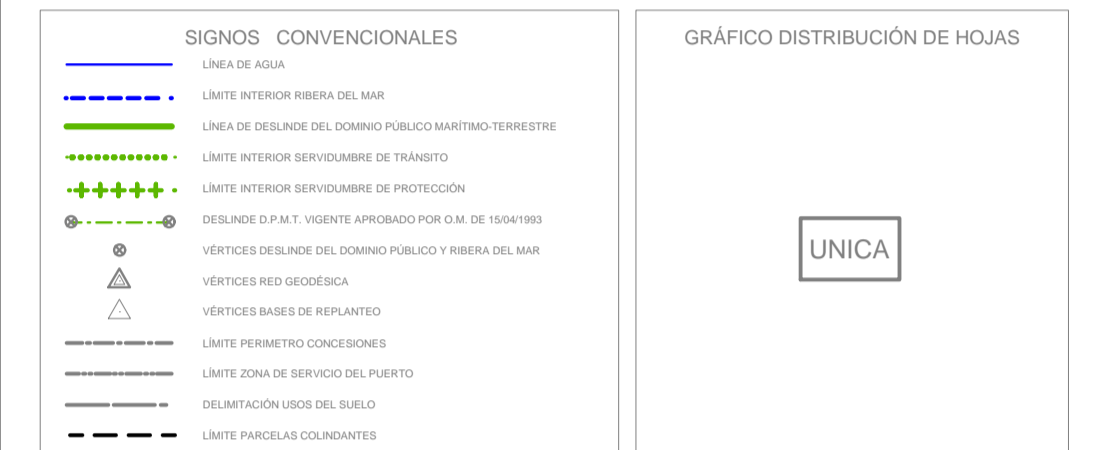 SIGNOS CONVENCIONALES
LÍNEA DE AGUA
LÍMITE INTERIOR RIBERA DEL MAR
LÍNEA DE DESLINDE DEL DOMINIO PÚBLICO MARÍTIMO-TERRESTRE
LÍMITE INTERIOR SERVIDUMBRE DE TRÁNSITO
LÍMITE INTERIOR SERVIDUMBRE DE PROTECCIÓN
DESLINDE D.P.M.T. VIGENTE APROBADO POR O.M. DE 15/04/1993
VÉRTICES DESLINDE DEL DOMINIO PÚBLICO Y RIBERA DEL MAR
VÉRTICES RED GEODÉSICA
VÉRTICES BASES DE REPLANTEO
LÍMITE PERIMETRO CONCESIONES
LÍMITE ZONA DE SERVICIO DEL PUERTO
DELIMITACIÓN USOS DEL SUELO
LÍMITE PARCELAS COLINDANTES
GRÁFICO DISTRIBUCIÓN DE HOJAS
UNICA